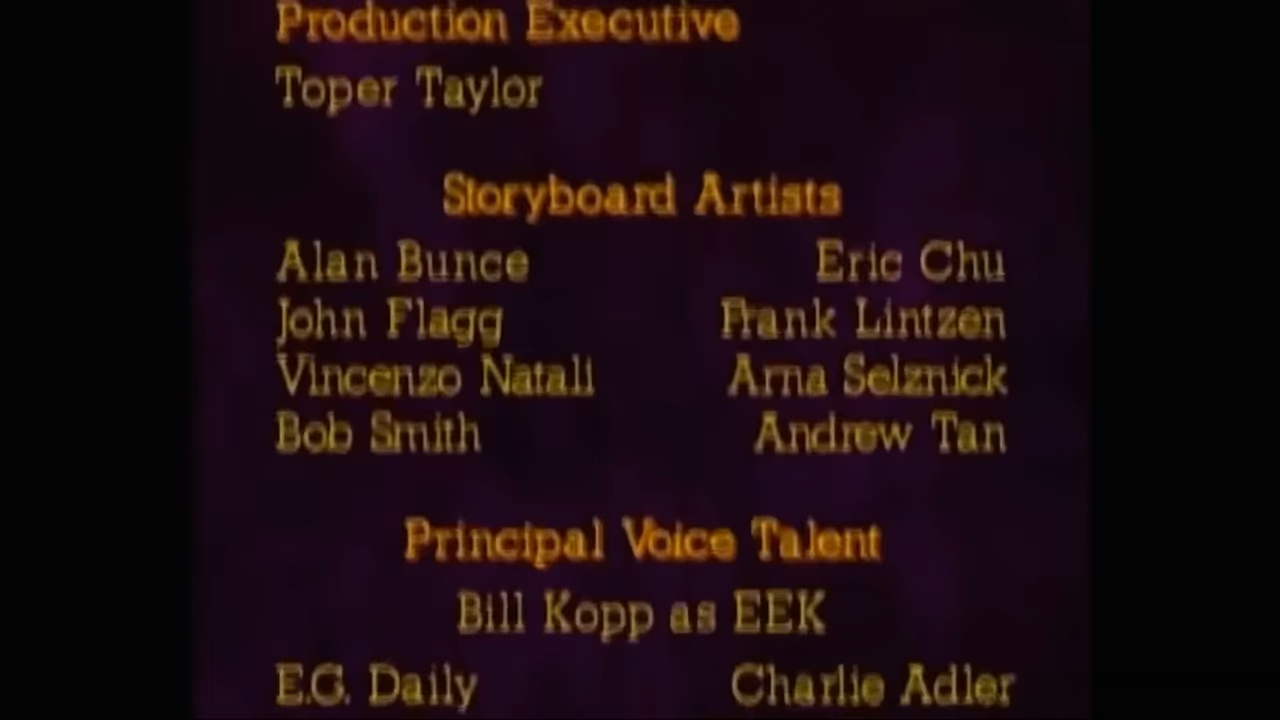 Production Executive
Toper Taylor
Storyboard Artists
Alan Bunce Eric Chu
John Flagg Frank Lintzen
Vincenzo Natali Arna Selznick
Bob Smith Andrew Tan
Principal Voice Talent
Bill Kopp as EEK
E.G. Daily Charlie Adler